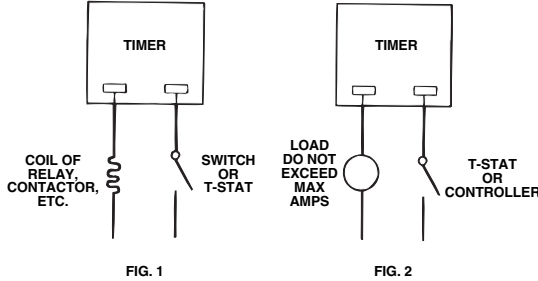 TIMER
COIL OF
RELAY,
CONTACTOR,
ETC.
SWITCH
OR
T-STAT
FIG. 1
TIMER
LOAD
DO NOT
EXCEED
MAX
AMPS
T-STAT
OR
CONTROLLER
FIG. 2